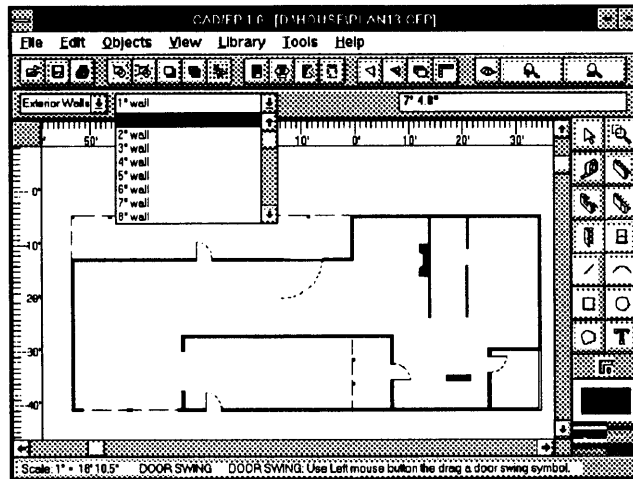 CAD/FP 1.0 [D:\HOUSE\PLAN13.CFP]
File Edit Objects View Library Tools Help
Exterior Walls 1" wall 7' 4.8"
2" wall
3" wall
4" wall
5" wall
6" wall
7" wall
8" wall
50' 10' 0' 10' 20' 30'
0'
-10'
20'
-30'
-40'
T
Scale: 1" = 18' 10.5" DOOR SWING DOOR SWING: Use Left mouse button the drag a door swing symbol.